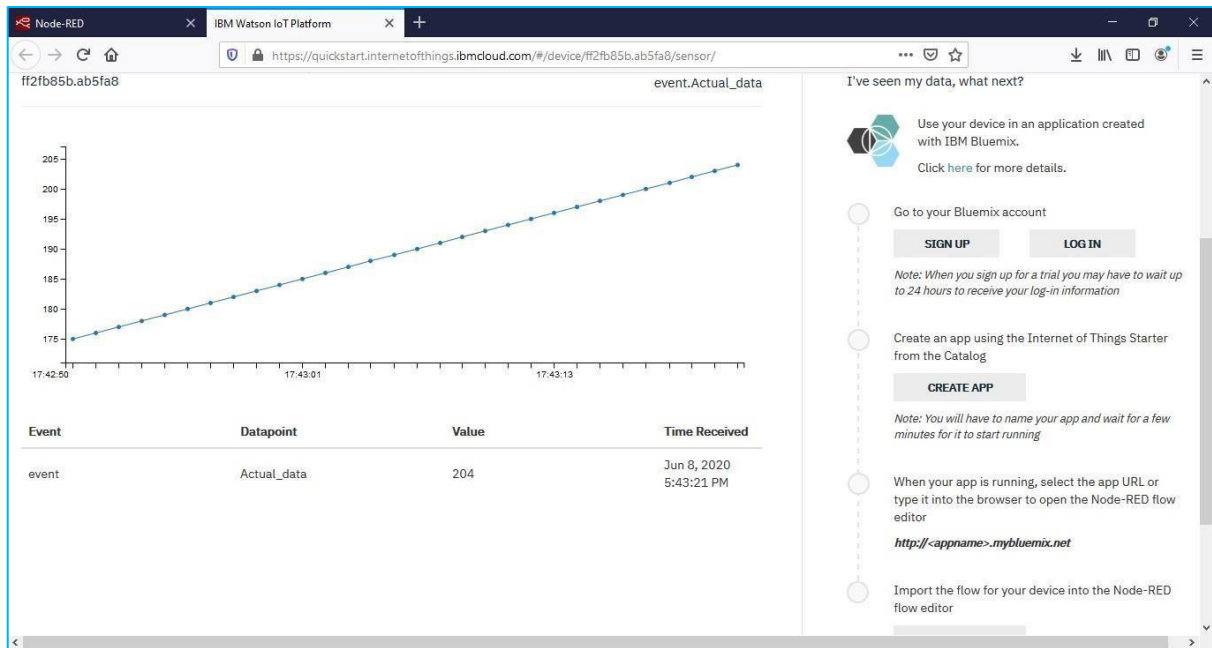 Node-RED
IBM Watson IoT Platform
https://quickstart.internetofthings.ibmcloud.com/#/device/ff2fb85b.ab5fa8/sensor/
ff2fb85b.ab5fa8
event.Actual_data
205
200
195
190
185
180
175
17:42:50
17:43:01
17:43:13
Event Datapoint Value Time Received
event Actual_data 204 Jun 8, 2020
5:43:21 PM
I've seen my data, what next?
Use your device in an application created
with IBM Bluemix.
Click here for more details.
Go to your Bluemix account
SIGN UP LOG IN
Note: When you sign up for a trial you may have to wait up
to 24 hours to receive your log-in information
Create an app using the Internet of Things Starter
from the Catalog
CREATE APP
Note: You will have to name your app and wait for a few
minutes for it to start running
When your app is running, select the app URL or
type it into the browser to open the Node-RED flow
editor
http://<appname>.mybluemix.net
Import the flow for your device into the Node-RED
flow editor